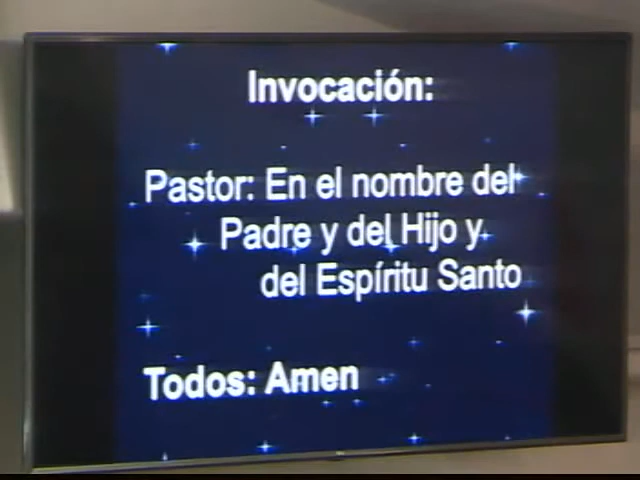 Invocación:
Pastor: En el nombre del
Padre y del Hijo y
del Espíritu Santo
Todos: Amen